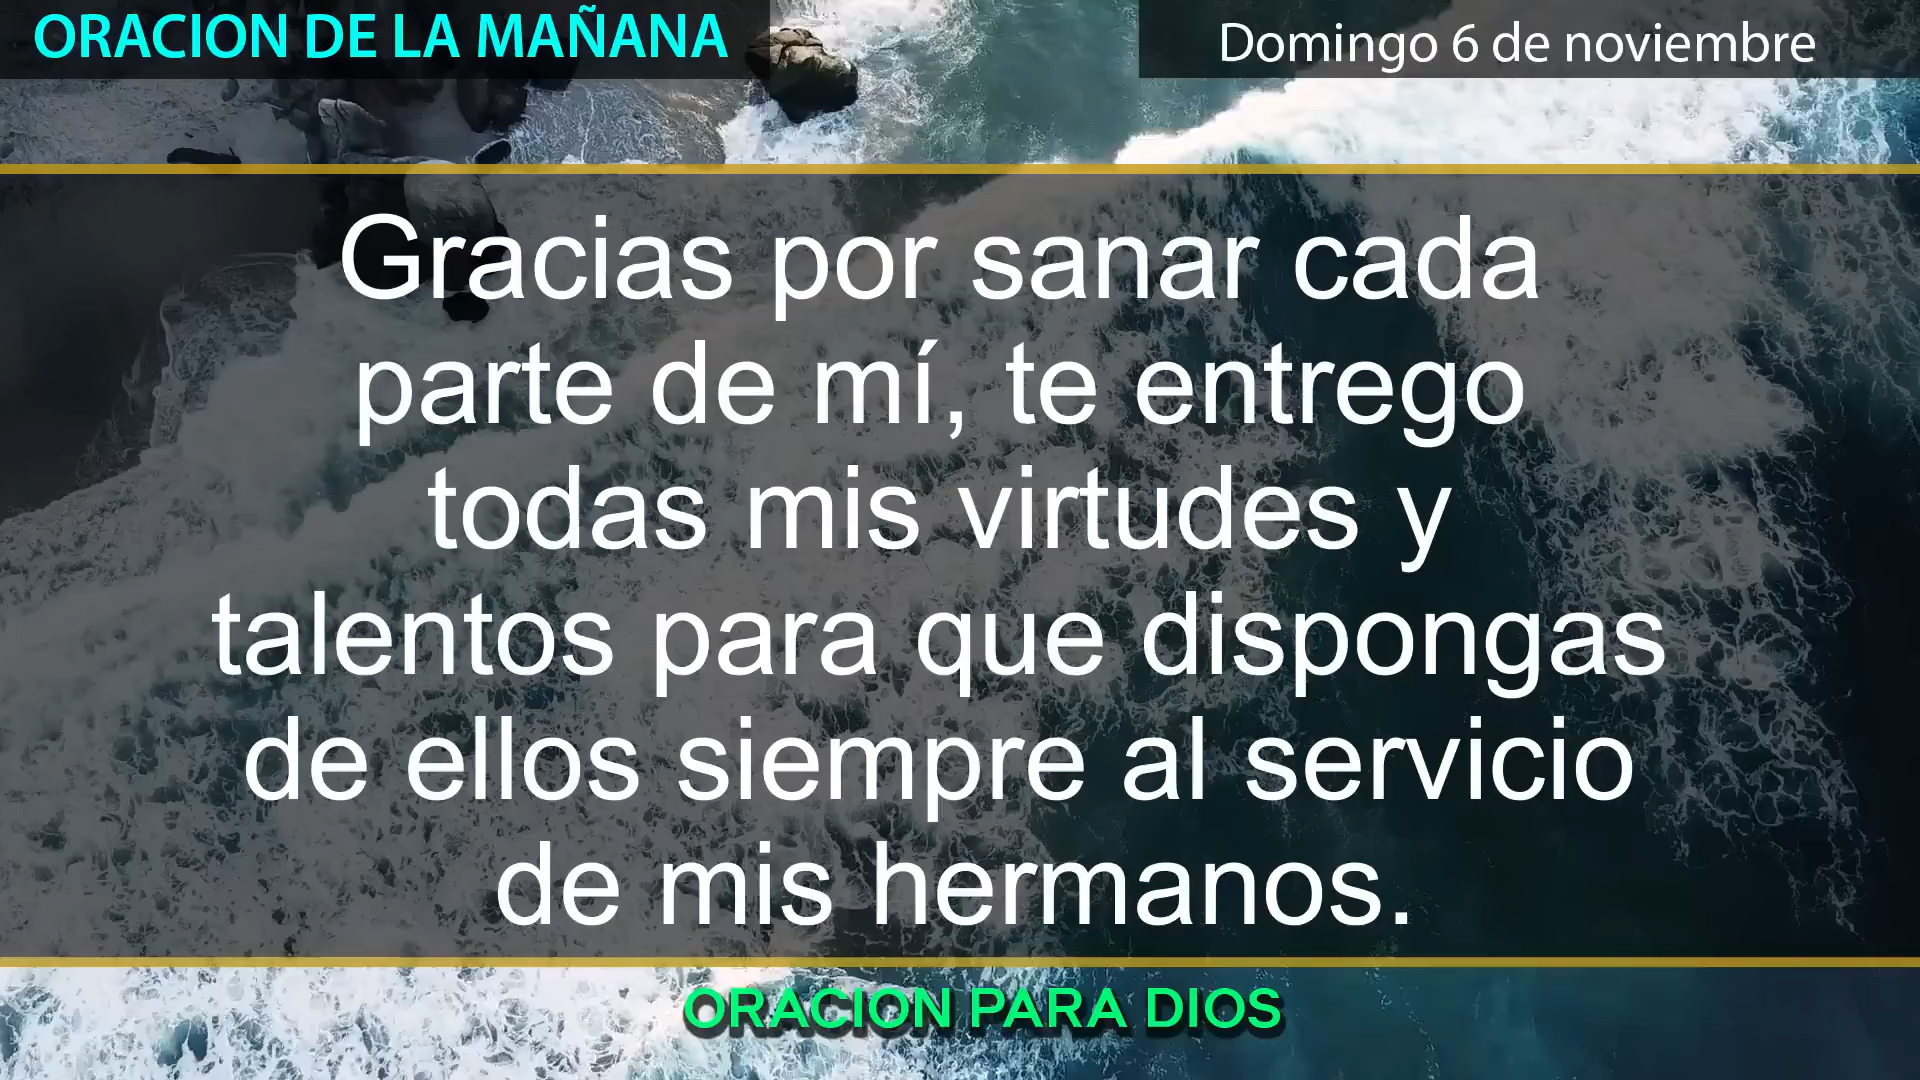 ORACION DE LA MAÑANA
Domingo 6 de noviembre
Gracias por sanar cada
parte de mí, te entrego
todas mis virtudes y
talentos para que dispongas
de ellos siempre al servicio
de mis hermanos.
ORACION PARA DIOS